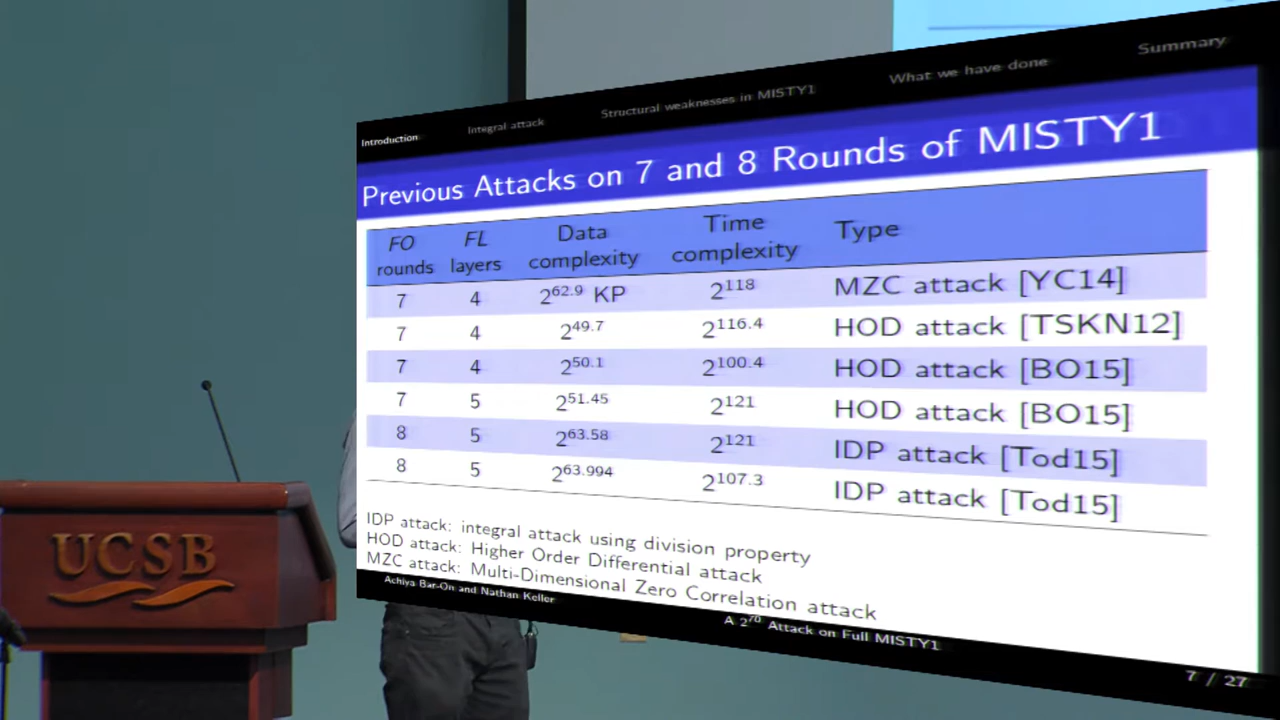 Introduction Integral attack Structural weaknesses in MISTY1 What we have done Summary
Previous Attacks on 7 and 8 Rounds of MISTY1
FO rounds FL layers Data complexity Time complexity Type
7 4 2^62.9 KP 2^118 MZC attack [YC14]
7 4 2^49.7 2^116.4 HOD attack [TSKN12]
7 4 2^50.1 2^100.4 HOD attack [BO15]
7 5 2^51.45 2^121 HOD attack [BO15]
8 5 2^63.58 2^121 IDP attack [Tod15]
8 5 2^63.994 2^107.3 IDP attack [Tod15]
IDP attack: integral attack using division property
HOD attack: Higher Order Differential attack
MZC attack: Multi-Dimensional Zero Correlation attack
Achiya Bar-On and Nathan Keller
A 2^70 Attack on Full MISTY1
7 / 27
UCSB